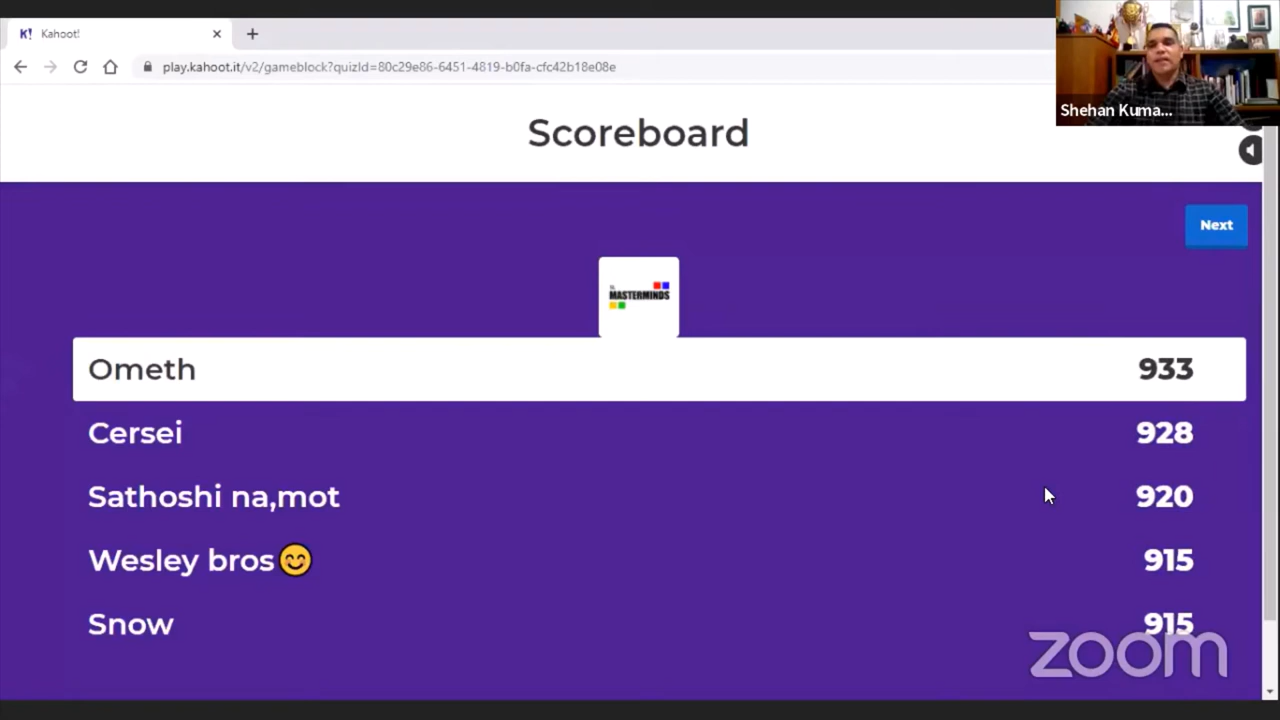 K! Kahoot!
play.kahoot.it/v2/gameblock?quizId=80c29e86-6451-4819-b0fa-cfc42b18e08e
Shehan Kuma...
Scoreboard
Next
MASTERMINDS
Ometh 933
Cersei 928
Sathoshi na,mot 920
Wesley bros😊 915
Snow 915
zoom